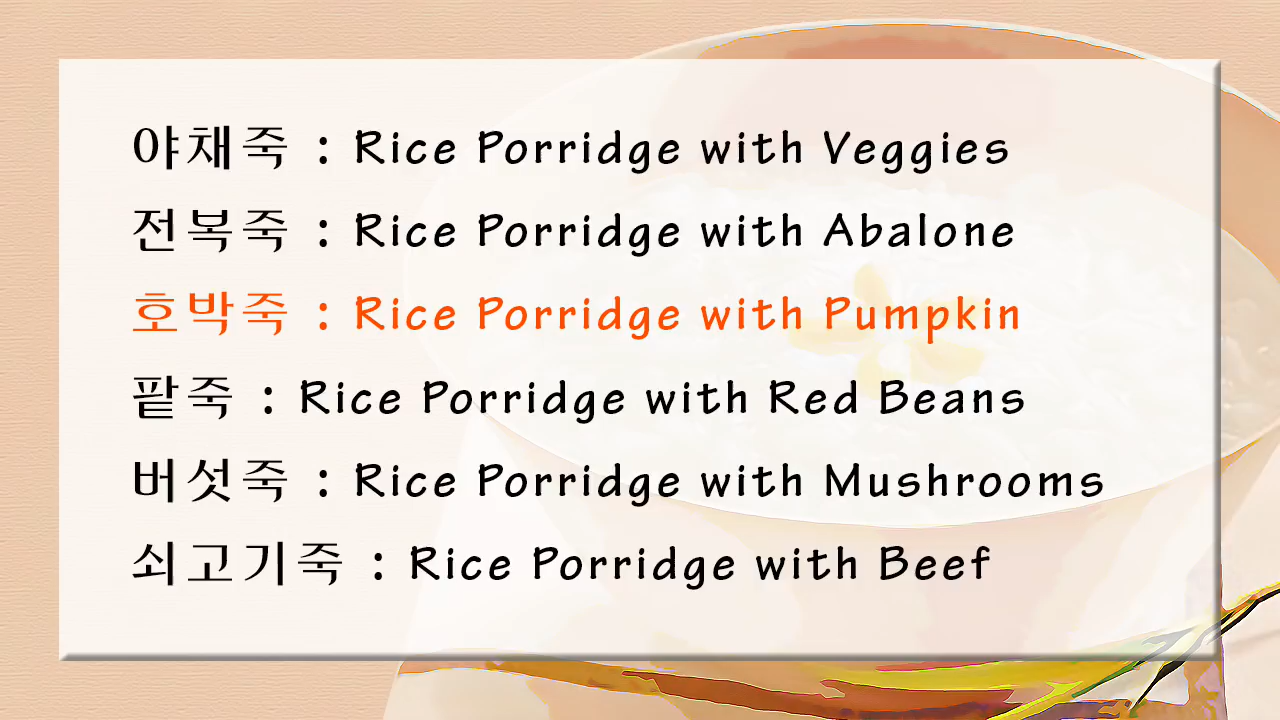 야채죽 : Rice Porridge with Veggies
전복죽 : Rice Porridge with Abalone
호박죽 : Rice Porridge with Pumpkin
팥죽 : Rice Porridge with Red Beans
버섯죽 : Rice Porridge with Mushrooms
쇠고기죽 : Rice Porridge with Beef